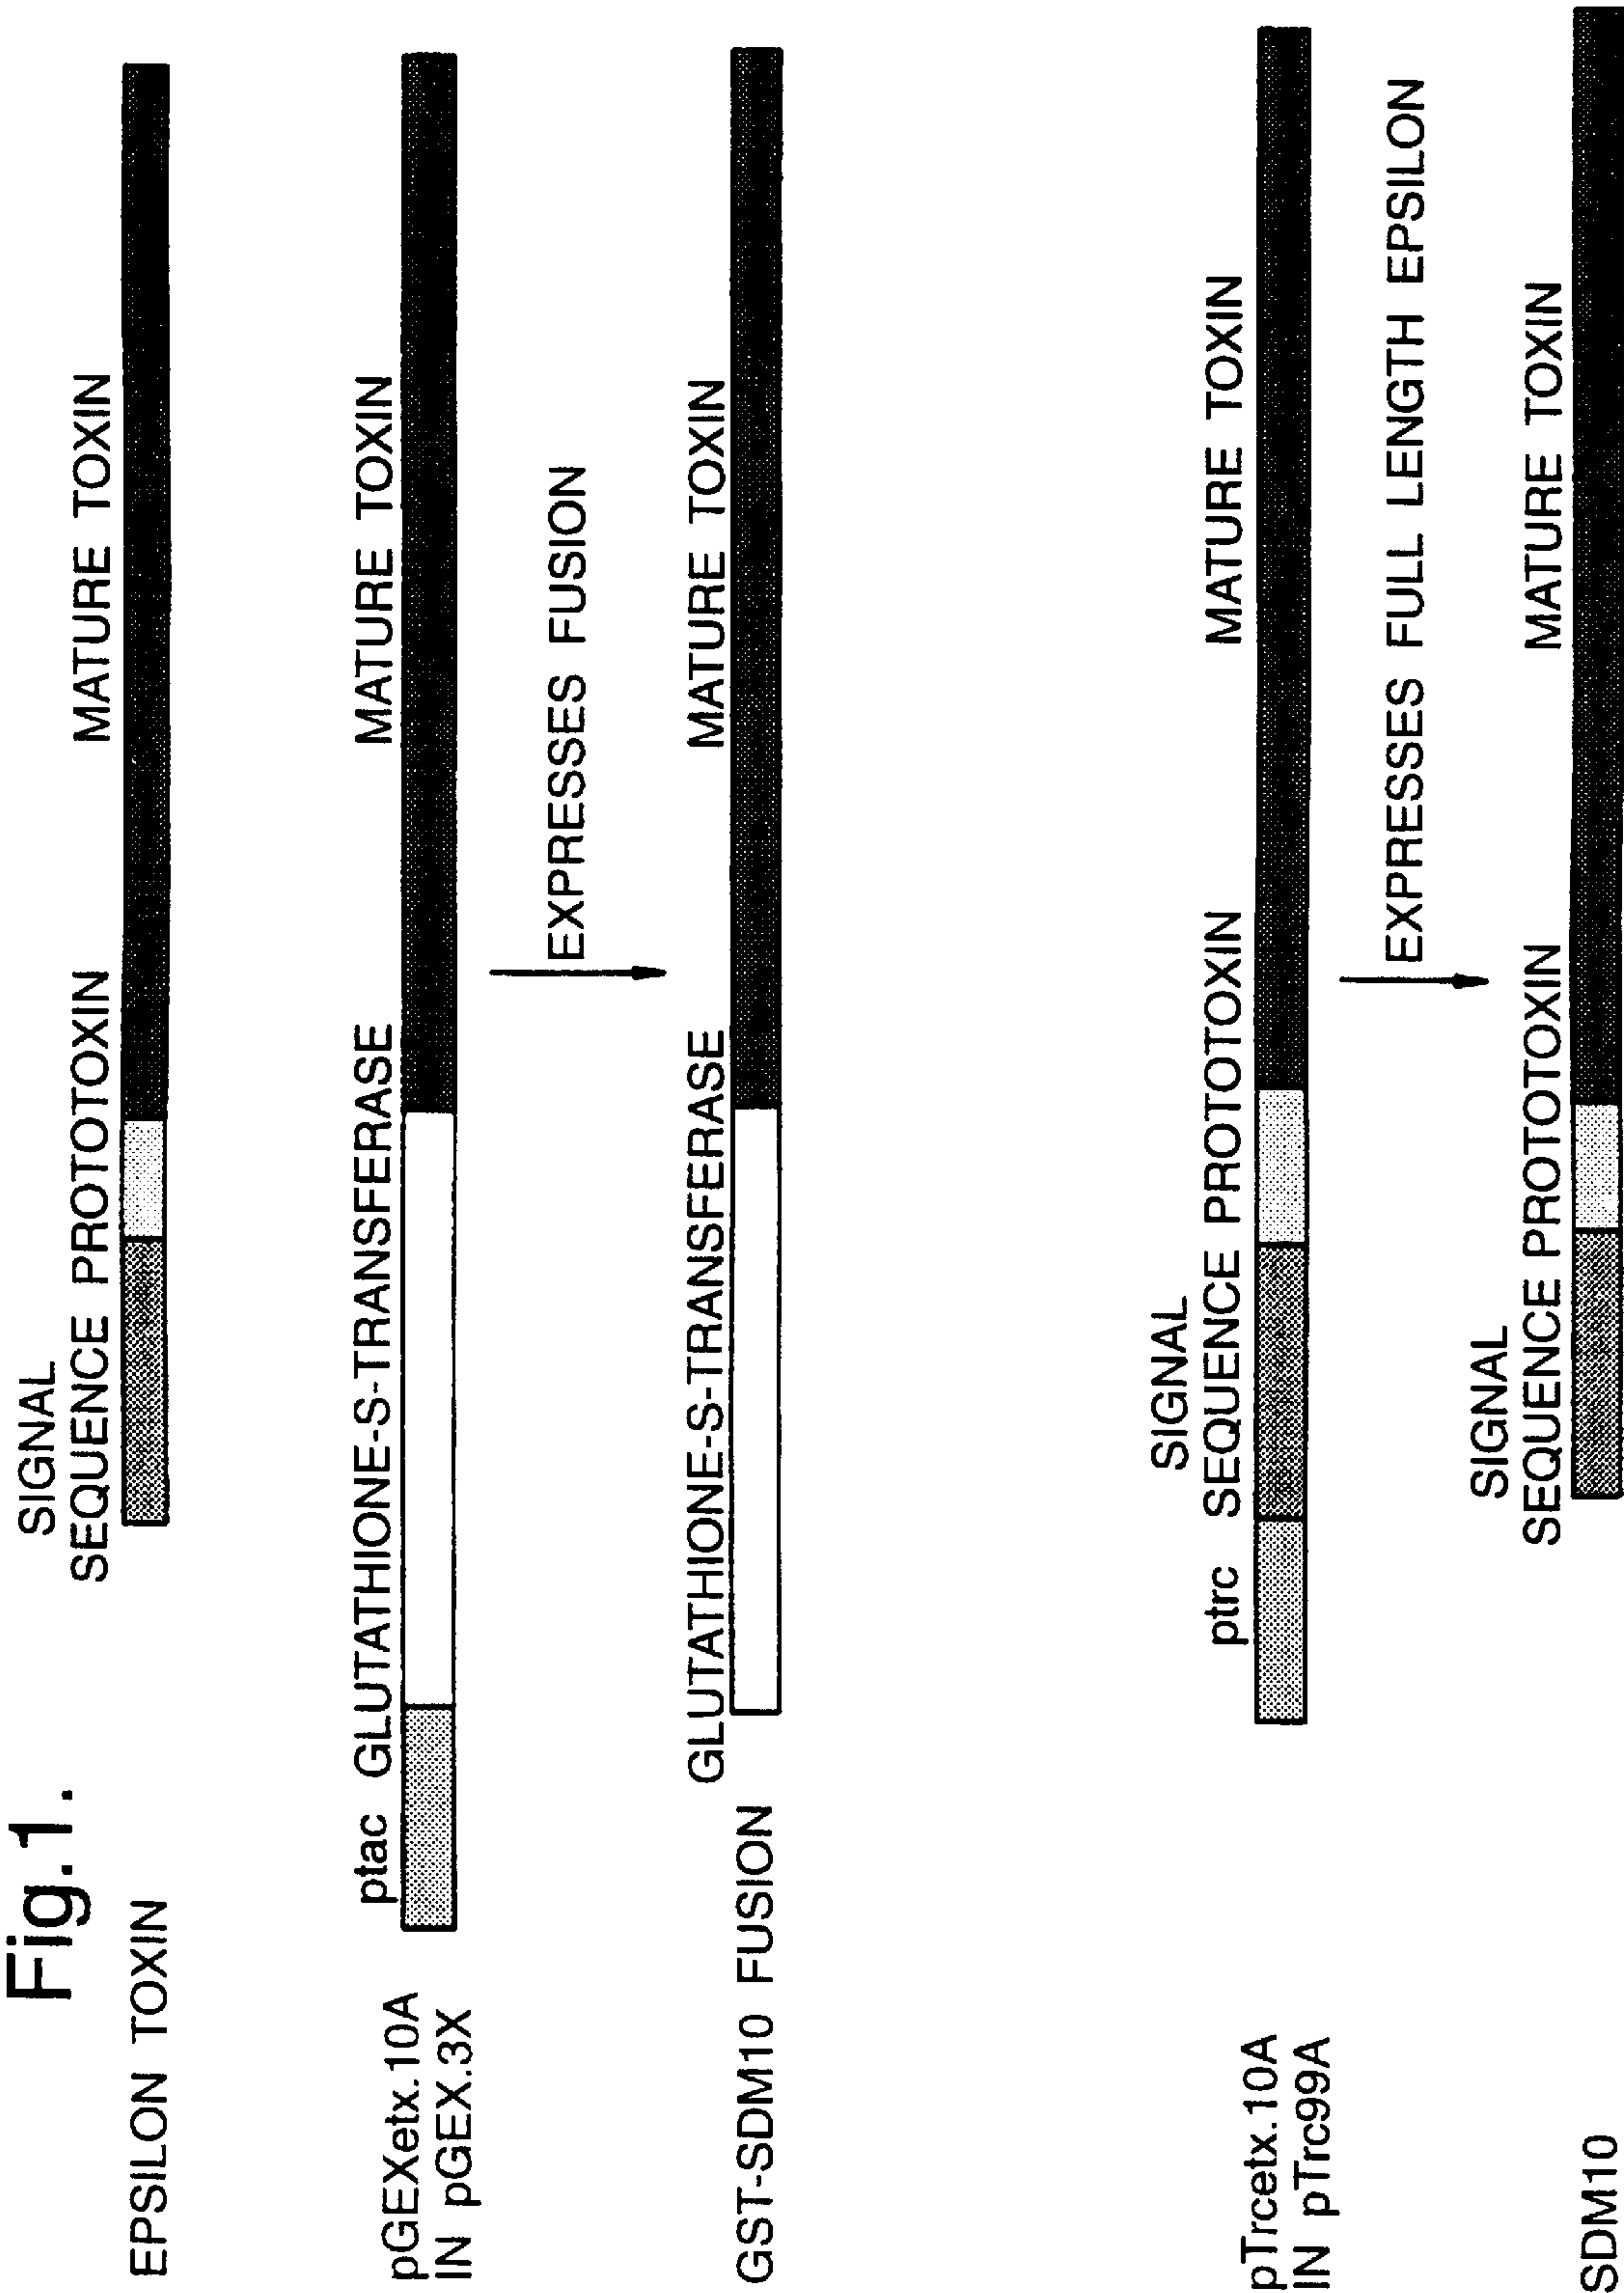 Fig.1.
SIGNAL
SEQUENCE PROTOTOXIN MATURE TOXIN
EPSILON TOXIN
ptac GLUTATHIONE-S-TRANSFERASE MATURE TOXIN
pGEXetx.10A
IN pGEX.3X
EXPRESSES FUSION
GLUTATHIONE-S-TRANSFERASE MATURE TOXIN
GST-SDM10 FUSION
SIGNAL
ptrc SEQUENCE PROTOTOXIN MATURE TOXIN
pTrcetx.10A
IN pTrc99A
EXPRESSES FULL LENGTH EPSILON
SIGNAL
SEQUENCE PROTOTOXIN MATURE TOXIN
SDM10